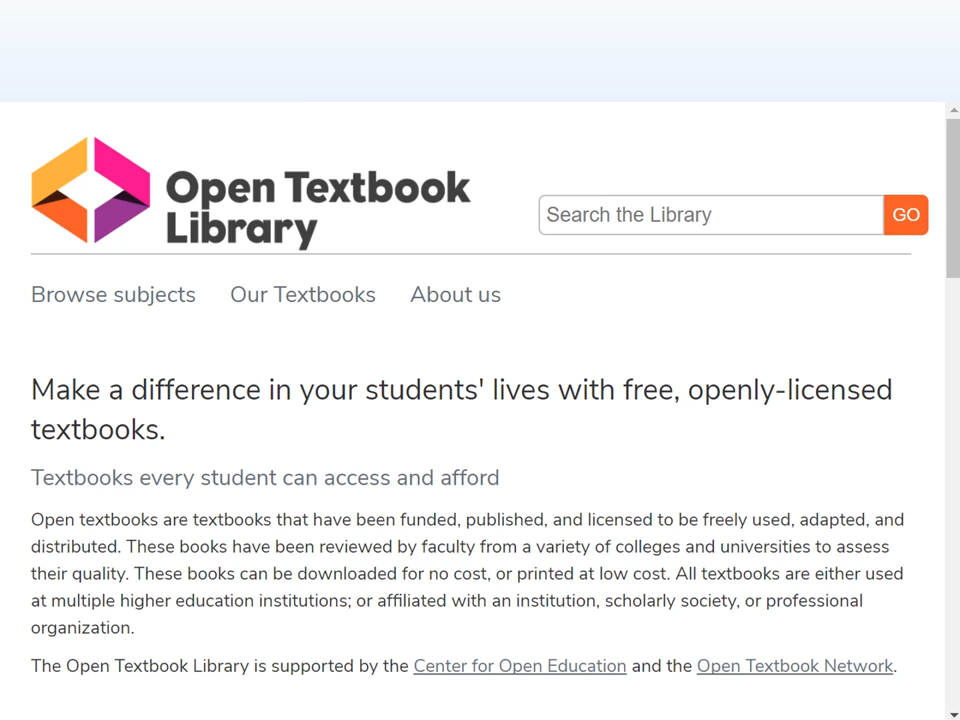 Open Textbook
Library
Search the Library
GO
Browse subjects
Our Textbooks
About us
Make a difference in your students' lives with free, openly-licensed
textbooks.
Textbooks every student can access and afford
Open textbooks are textbooks that have been funded, published, and licensed to be freely used, adapted, and
distributed. These books have been reviewed by faculty from a variety of colleges and universities to assess
their quality. These books can be downloaded for no cost, or printed at low cost. All textbooks are either used
at multiple higher education institutions; or affiliated with an institution, scholarly society, or professional
organization.
The Open Textbook Library is supported by the Center for Open Education and the Open Textbook Network.